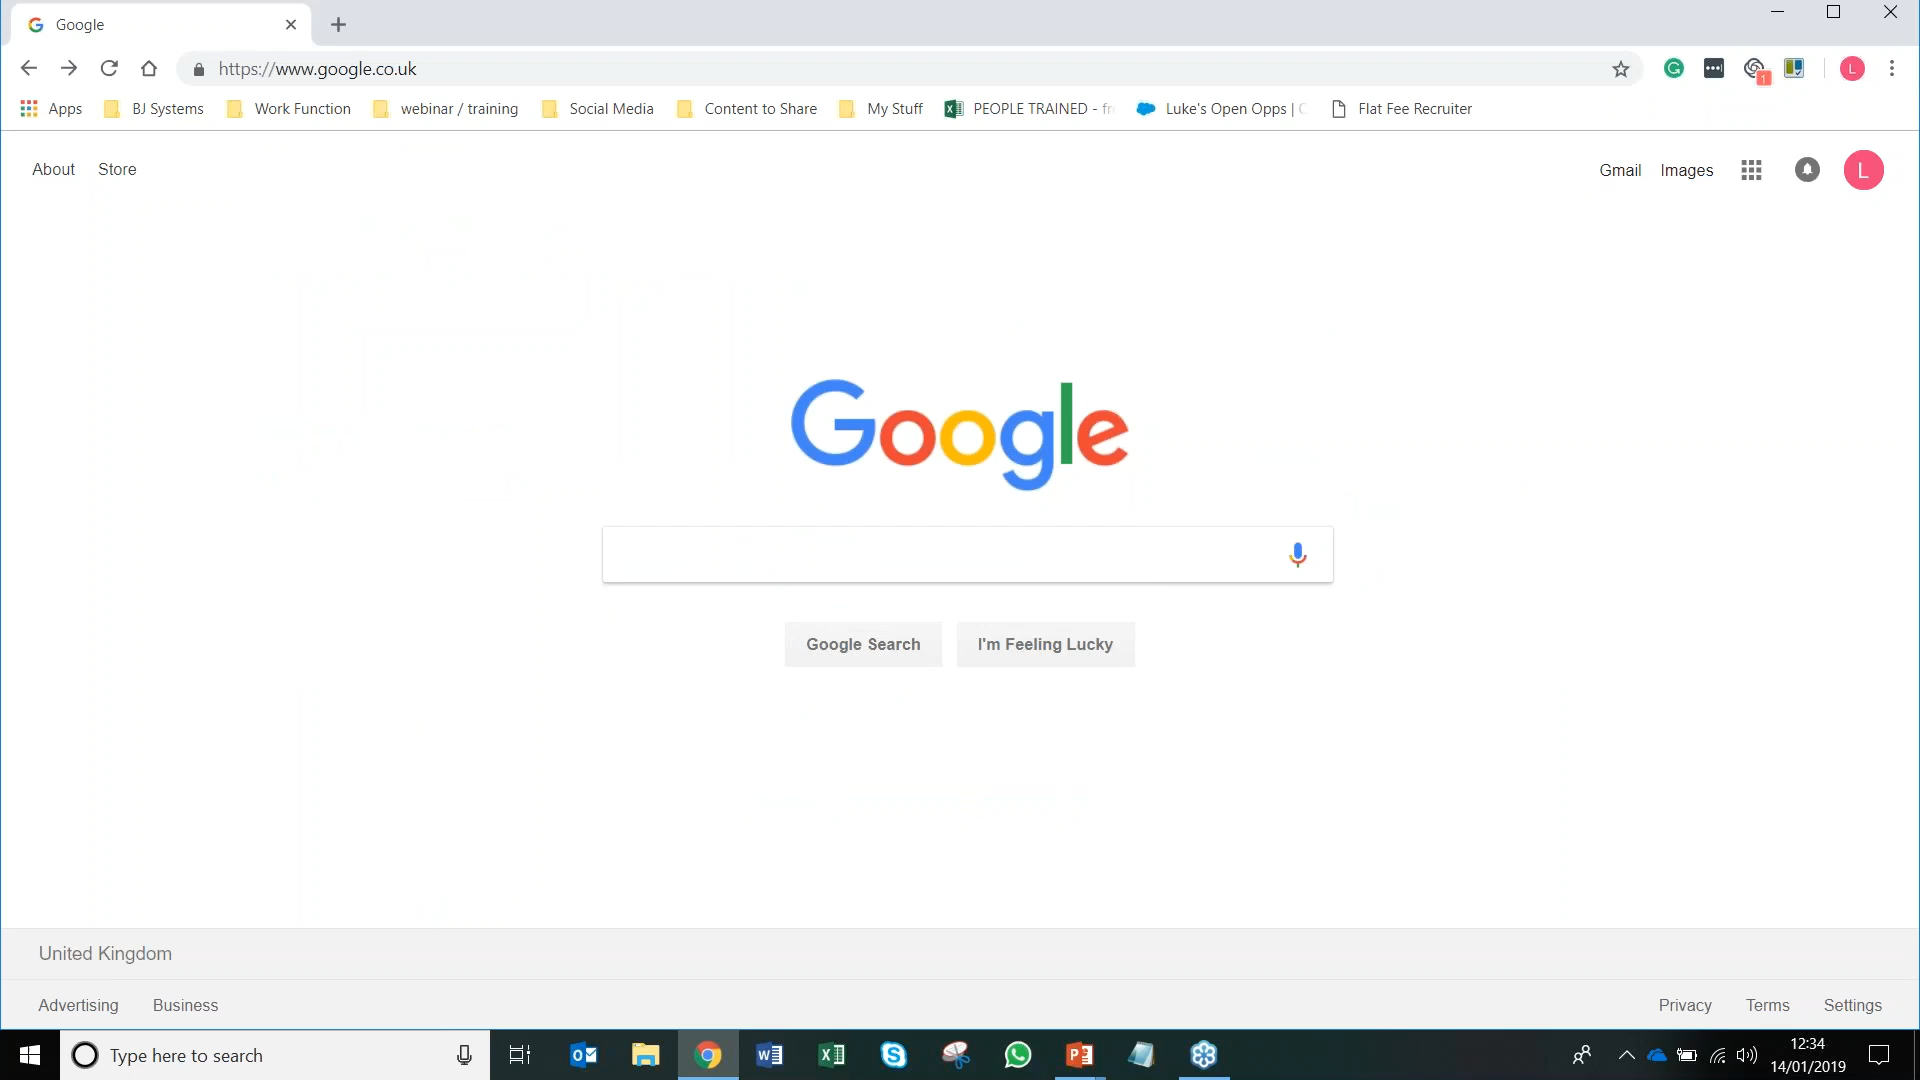 Google
https://www.google.co.uk
1
L
Apps
BJ Systems
Work Function
webinar / training
Social Media
Content to Share
My Stuff
PEOPLE TRAINED - fr
Luke's Open Opps |
Flat Fee Recruiter
About
Store
Gmail
Images
L
Google
Google Search
I'm Feeling Lucky
United Kingdom
Advertising
Business
Privacy
Terms
Settings
Type here to search
12:34
14/01/2019